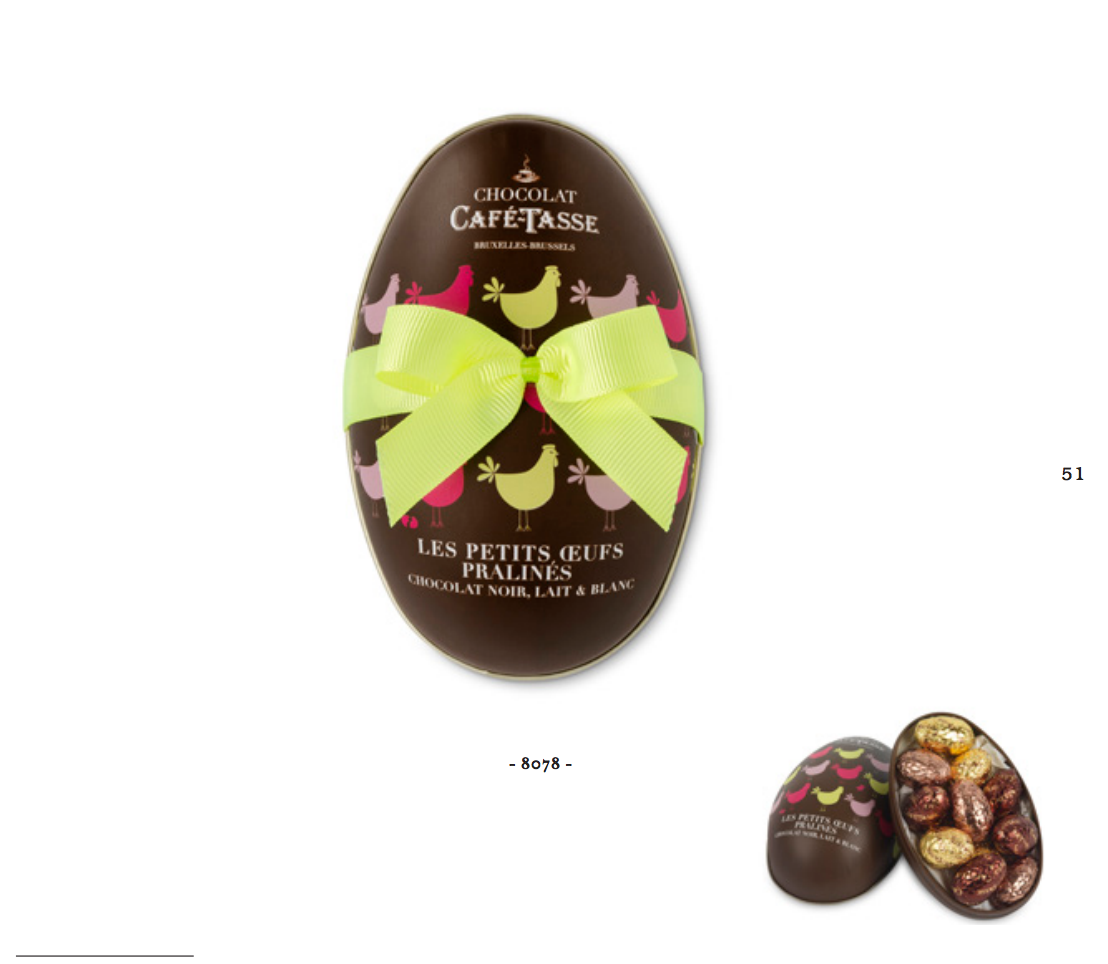 CHOCOLAT
CAFÉ-TASSE
BRUXELLES-BRUSSELS
LES PETITS ŒUFS
PRALINÉS
CHOCOLAT NOIR, LAIT & BLANC
51
- 8078 -
LES PETITS ŒUFS
PRALINÉS
CHOCOLAT NOIR, LAIT & BLANC